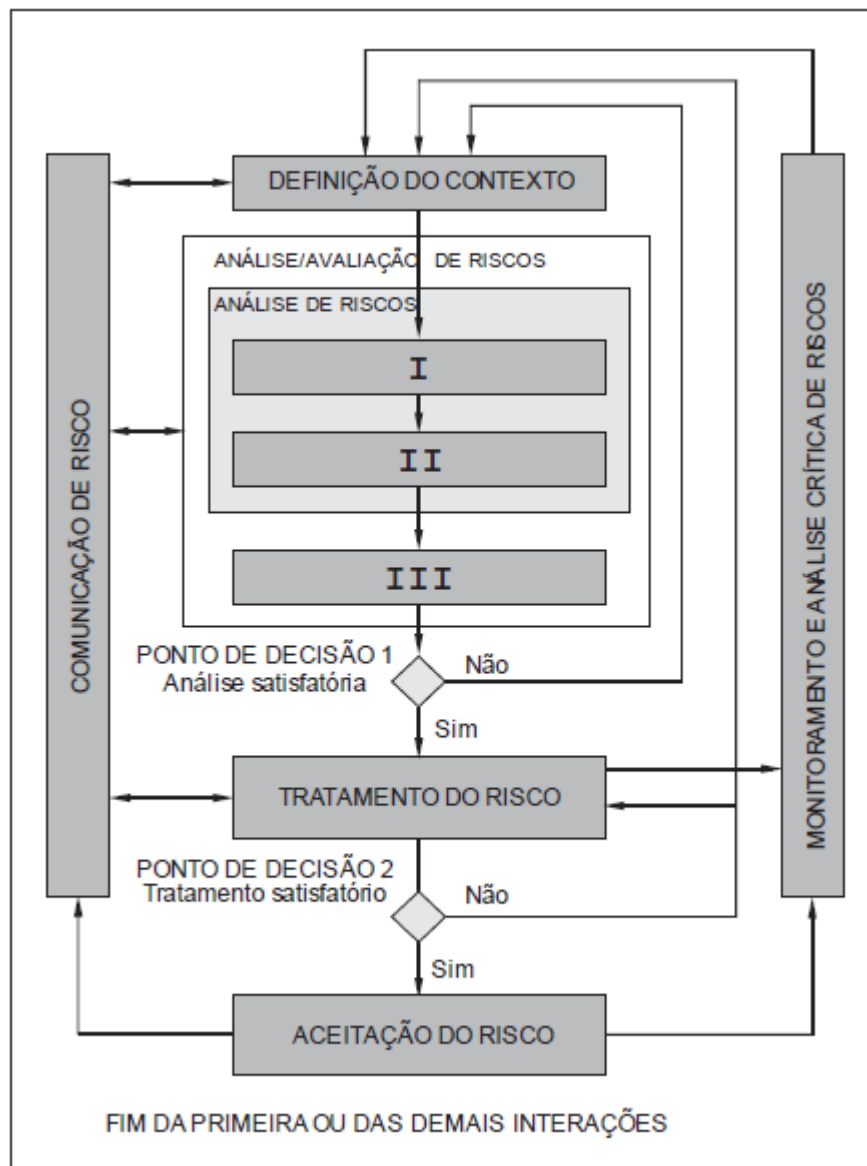 DEFINIÇÃO DO CONTEXTO
ANÁLISE/AVALIAÇÃO DE RISCOS
ANÁLISE DE RISCOS
I
II
III
PONTO DE DECISÃO 1
Análise satisfatória
Não
Sim
TRATAMENTO DO RISCO
PONTO DE DECISÃO 2
Tratamento satisfatório
Não
Sim
ACEITAÇÃO DO RISCO
COMUNICAÇÃO DE RISCO
MONITORAMENTO E ANÁLISE CRÍTICA DE RISCOS
FIM DA PRIMEIRA OU DAS DEMAIS INTERAÇÕES